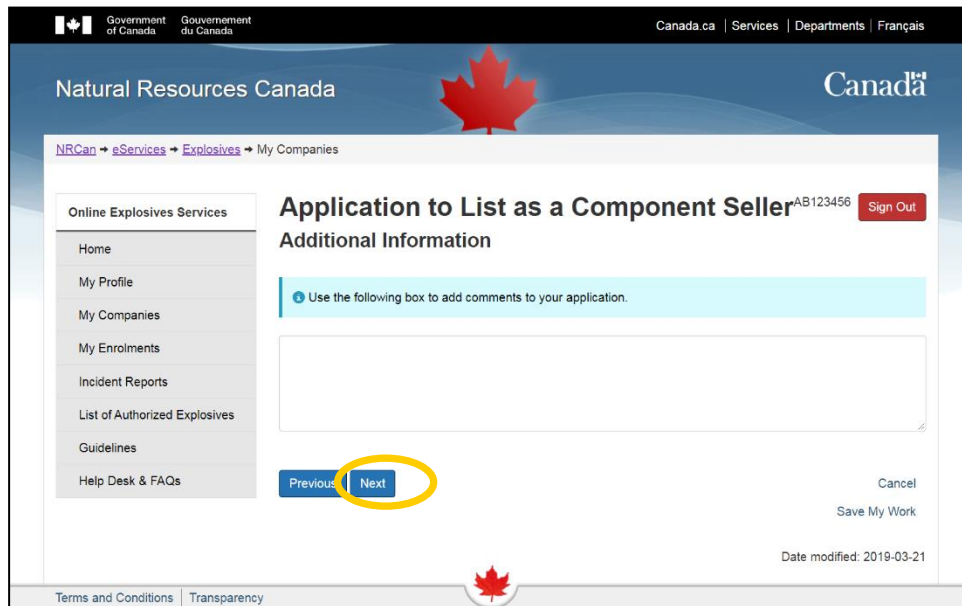 Government of Canada
Gouvernement du Canada
Canada.ca | Services | Departments | Français
Natural Resources Canada
Canada
NRCan → eServices → Explosives → My Companies
Online Explosives Services
Home
My Profile
My Companies
My Enrolments
Incident Reports
List of Authorized Explosives
Guidelines
Help Desk & FAQs
Application to List as a Component Seller AB123456
Sign Out
Additional Information
Use the following box to add comments to your application.
Previous
Next
Cancel
Save My Work
Date modified: 2019-03-21
Terms and Conditions | Transparency